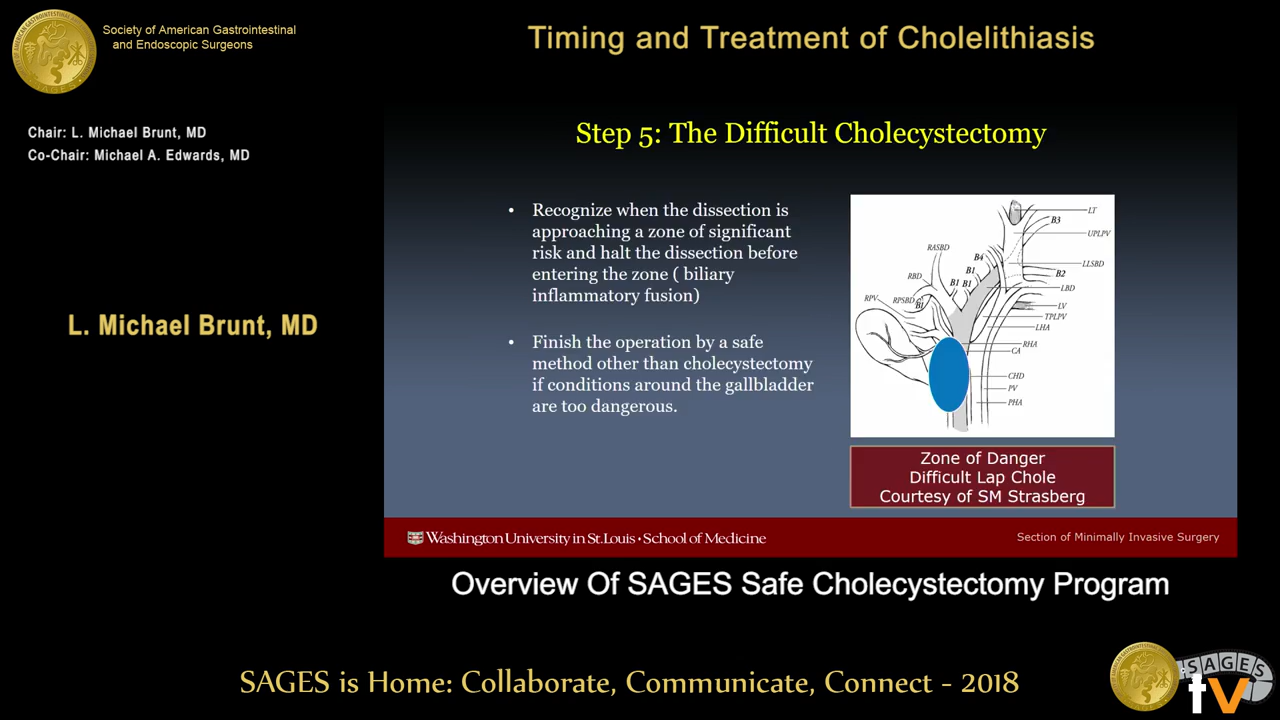 Society of American Gastrointestinal
and Endoscopic Surgeons
Timing and Treatment of Cholelithiasis
Chair: L. Michael Brunt, MD
Co-Chair: Michael A. Edwards, MD
L. Michael Brunt, MD
Step 5: The Difficult Cholecystectomy
• Recognize when the dissection is
approaching a zone of significant
risk and halt the dissection before
entering the zone ( biliary
inflammatory fusion)
• Finish the operation by a safe
method other than cholecystectomy
if conditions around the gallbladder
are too dangerous.
LT
B3
UPLPV
RASBD
B4
LLSBD
B1
B2
RBD
B1 B1
LBD
RPV
RPSBD
B1
LV
TPLPV
LHA
RHA
CA
CHD
PV
PHA
Zone of Danger
Difficult Lap Chole
Courtesy of SM Strasberg
Washington University in St. Louis • School of Medicine
Section of Minimally Invasive Surgery
Overview Of SAGES Safe Cholecystectomy Program
SAGES is Home: Collaborate, Communicate, Connect - 2018
SAGES
tv